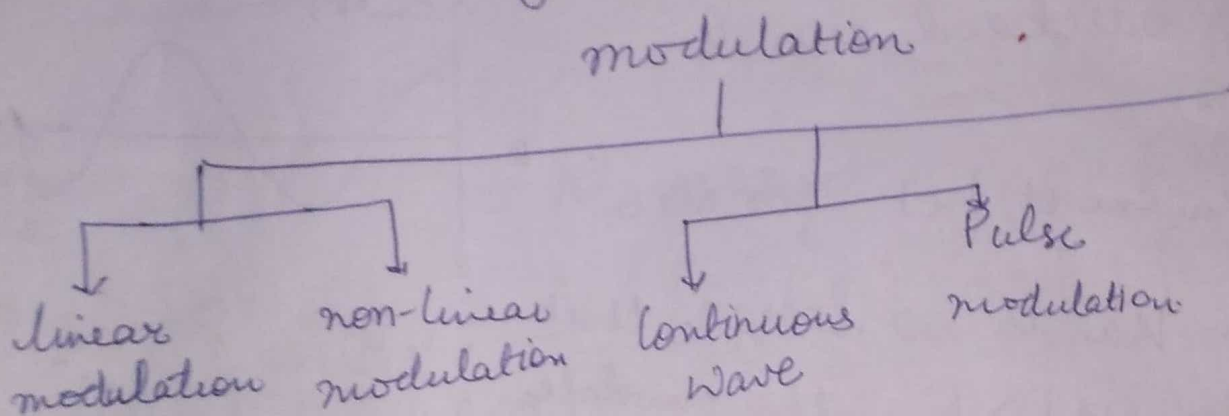 modulation
linear
modulation
non-linear
modulation
Continuous
wave
Pulse
modulation